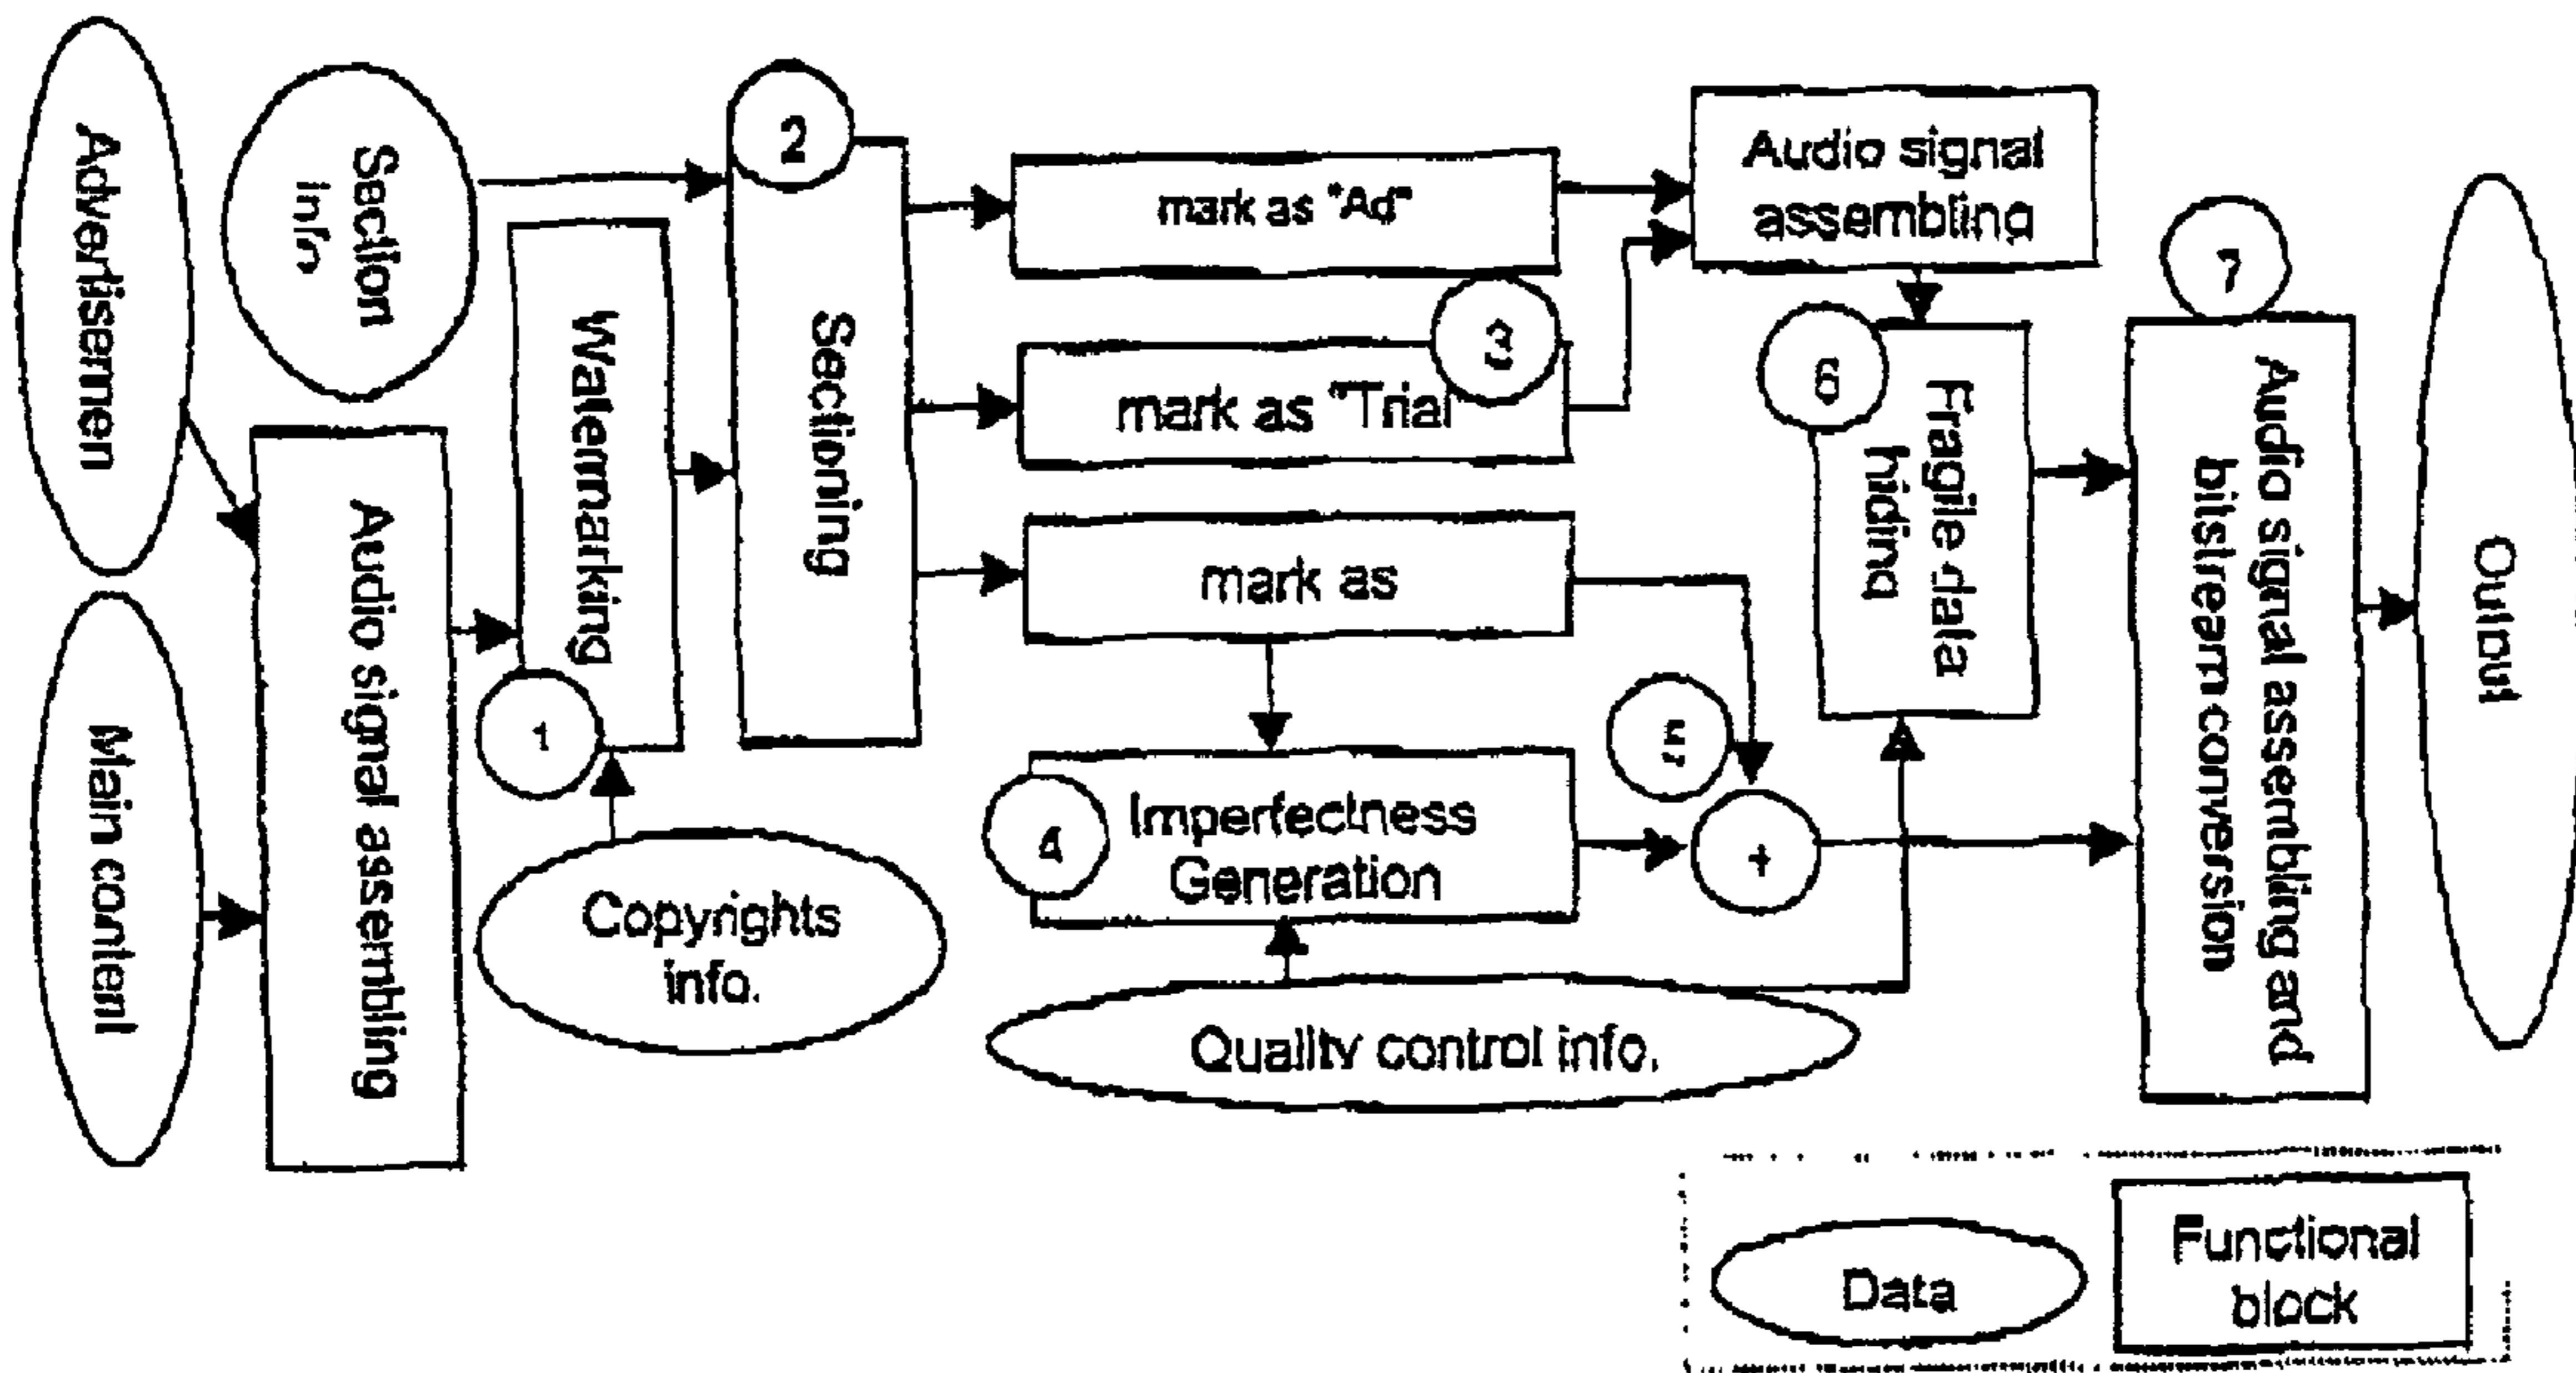 Advertisemen
Main content
Section
info
Audio signal assembling
Watermarking
1
Copyrights
info.
2
Sectioning
mark as "Ad"
mark as "Trial"
3
mark as
4
Imperfectness
Generation
5
+
Quality control info.
Audio signal
assembling
6
Fragile data
hiding
7
Audio signal assembling and
bitstream conversion
Output
Data
Functional
block